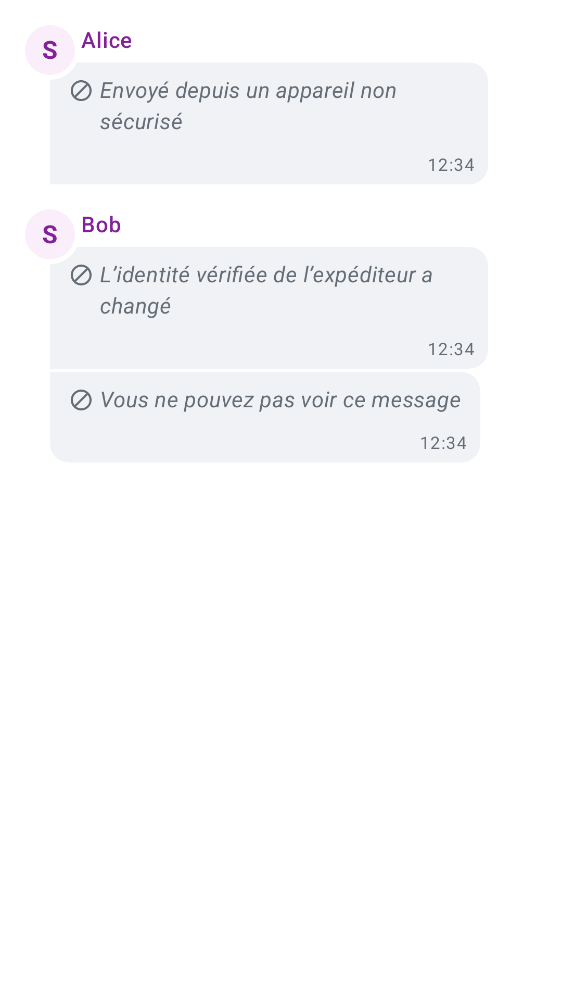 S
Alice
Envoyé depuis un appareil non
sécurisé
12:34
S
Bob
L’identité vérifiée de l’expéditeur a
changé
12:34
Vous ne pouvez pas voir ce message
12:34